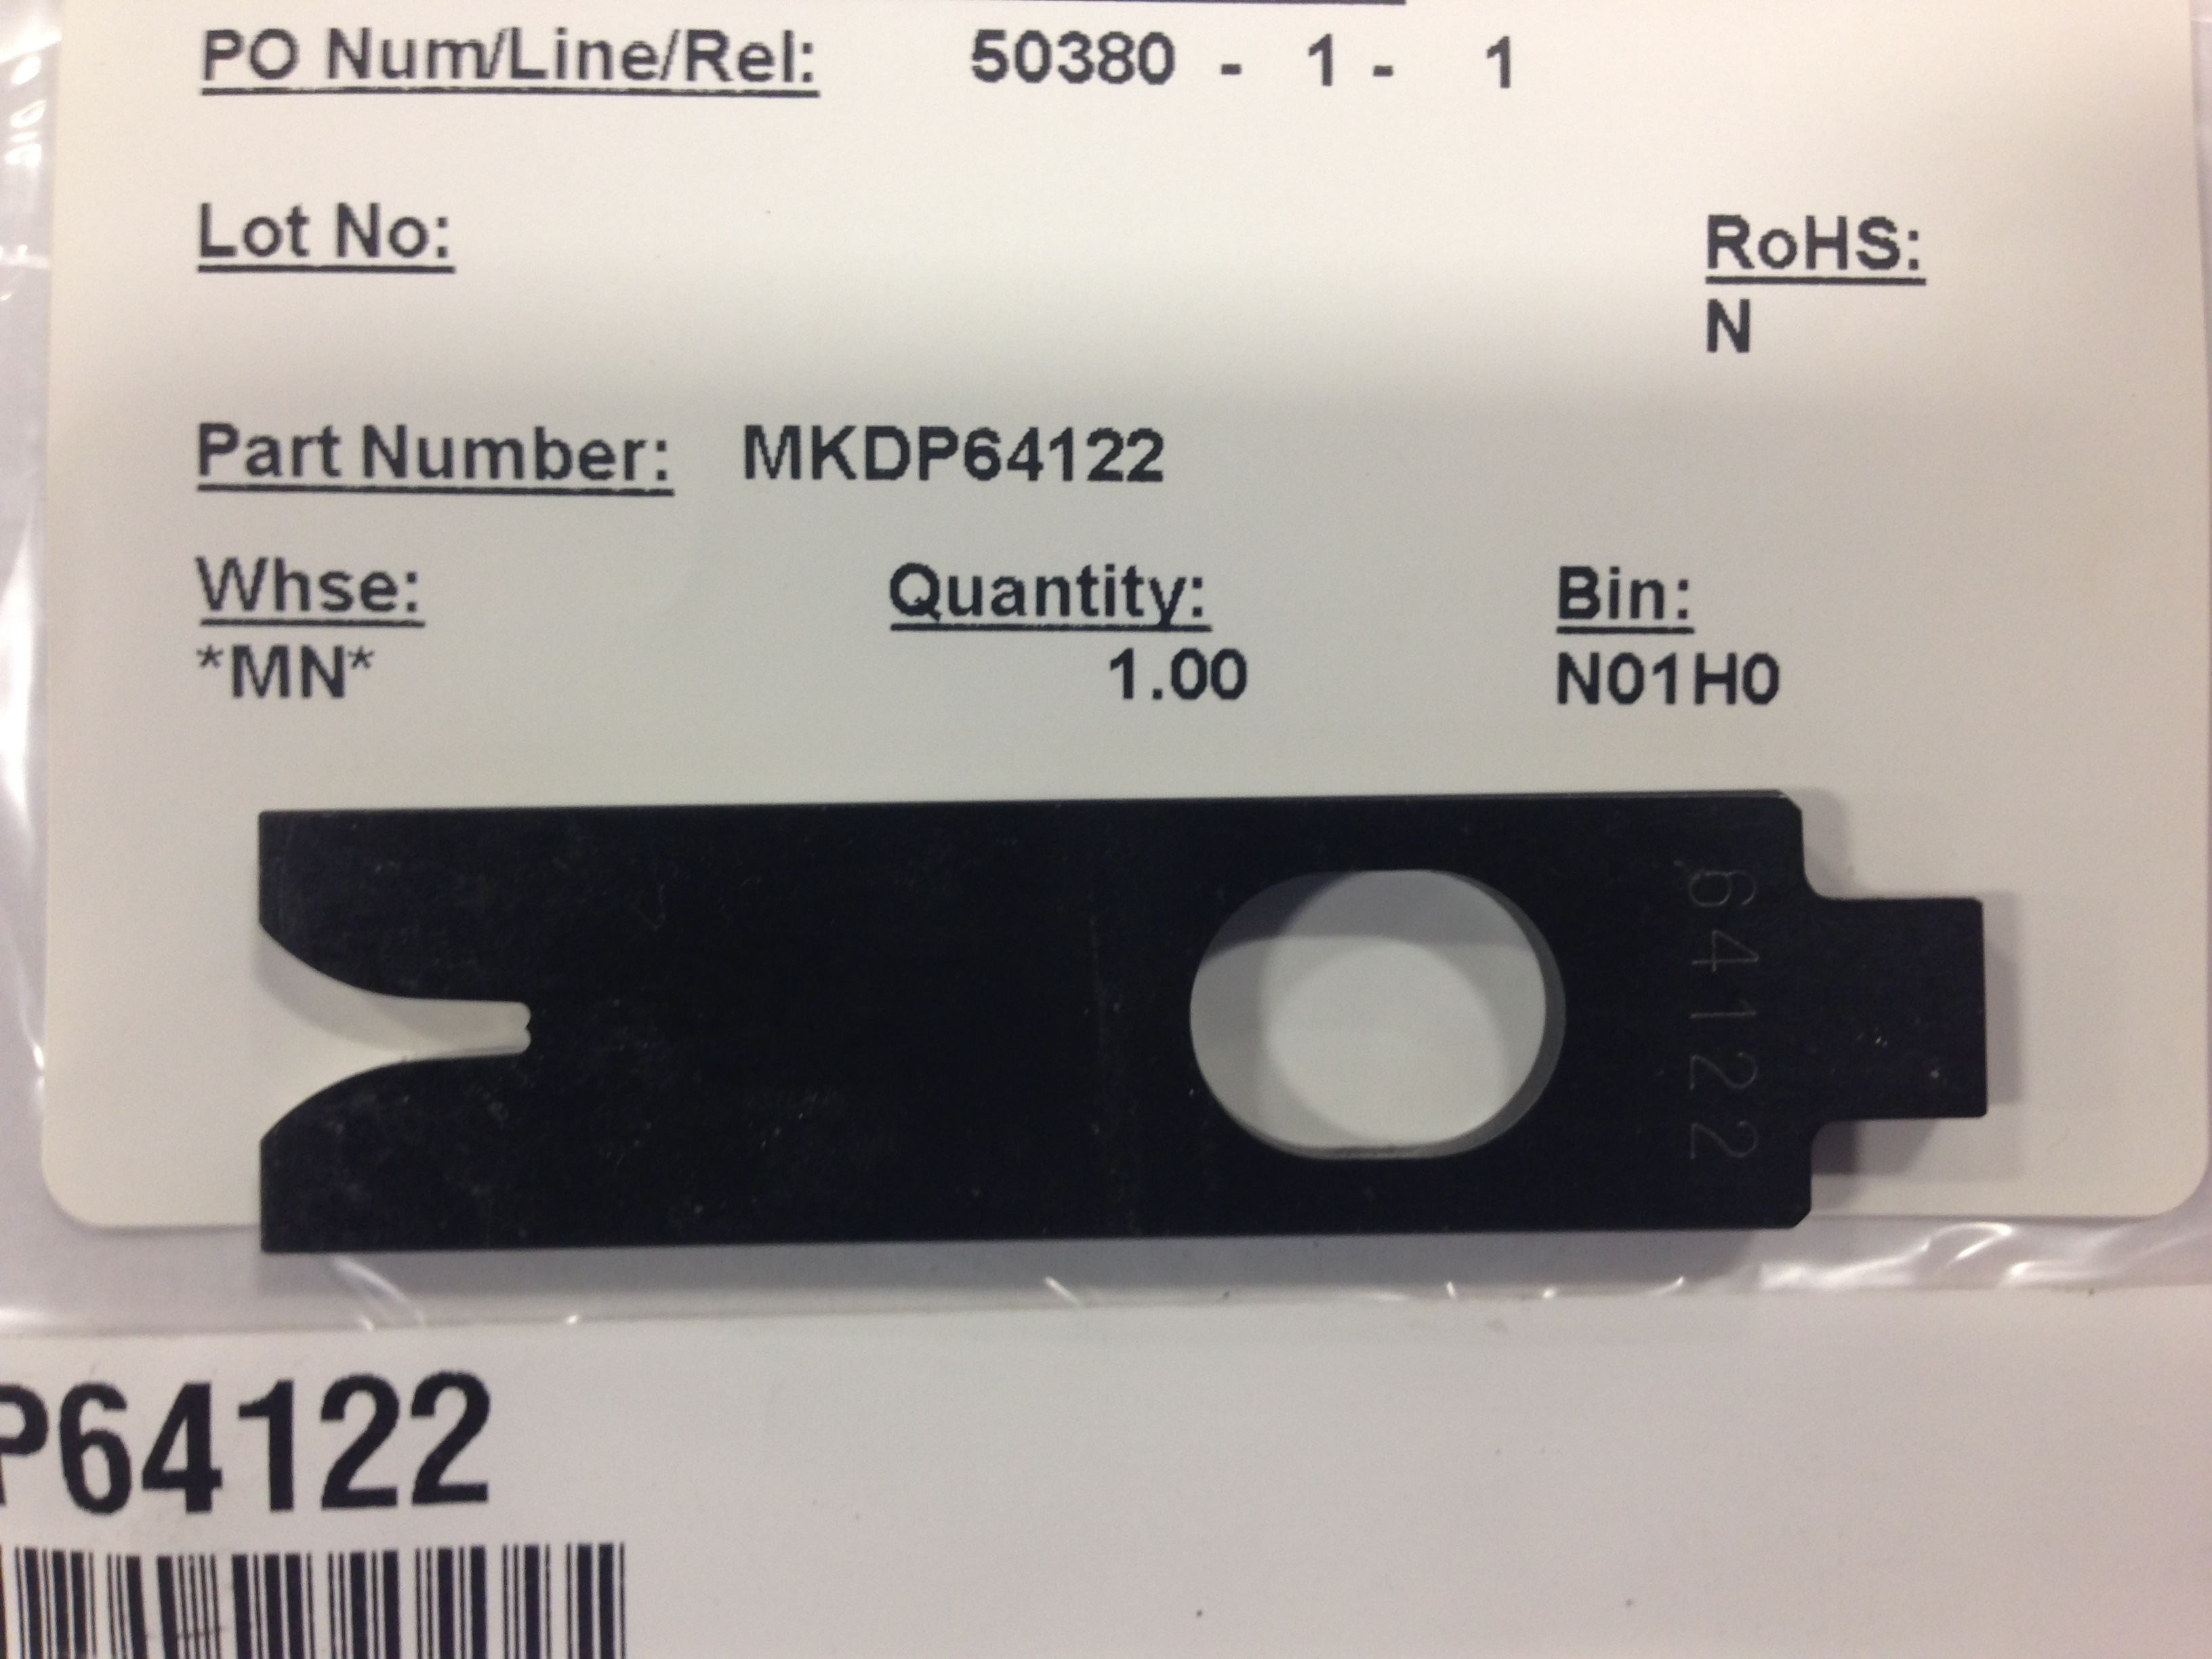 PO Num/Line/Rel: 50380 - 1 - 1
Lot No:
RoHS:
N
Part Number: MKDP64122
Whse: Quantity: Bin:
*MN* 1.00 N01H0
64122
P64122